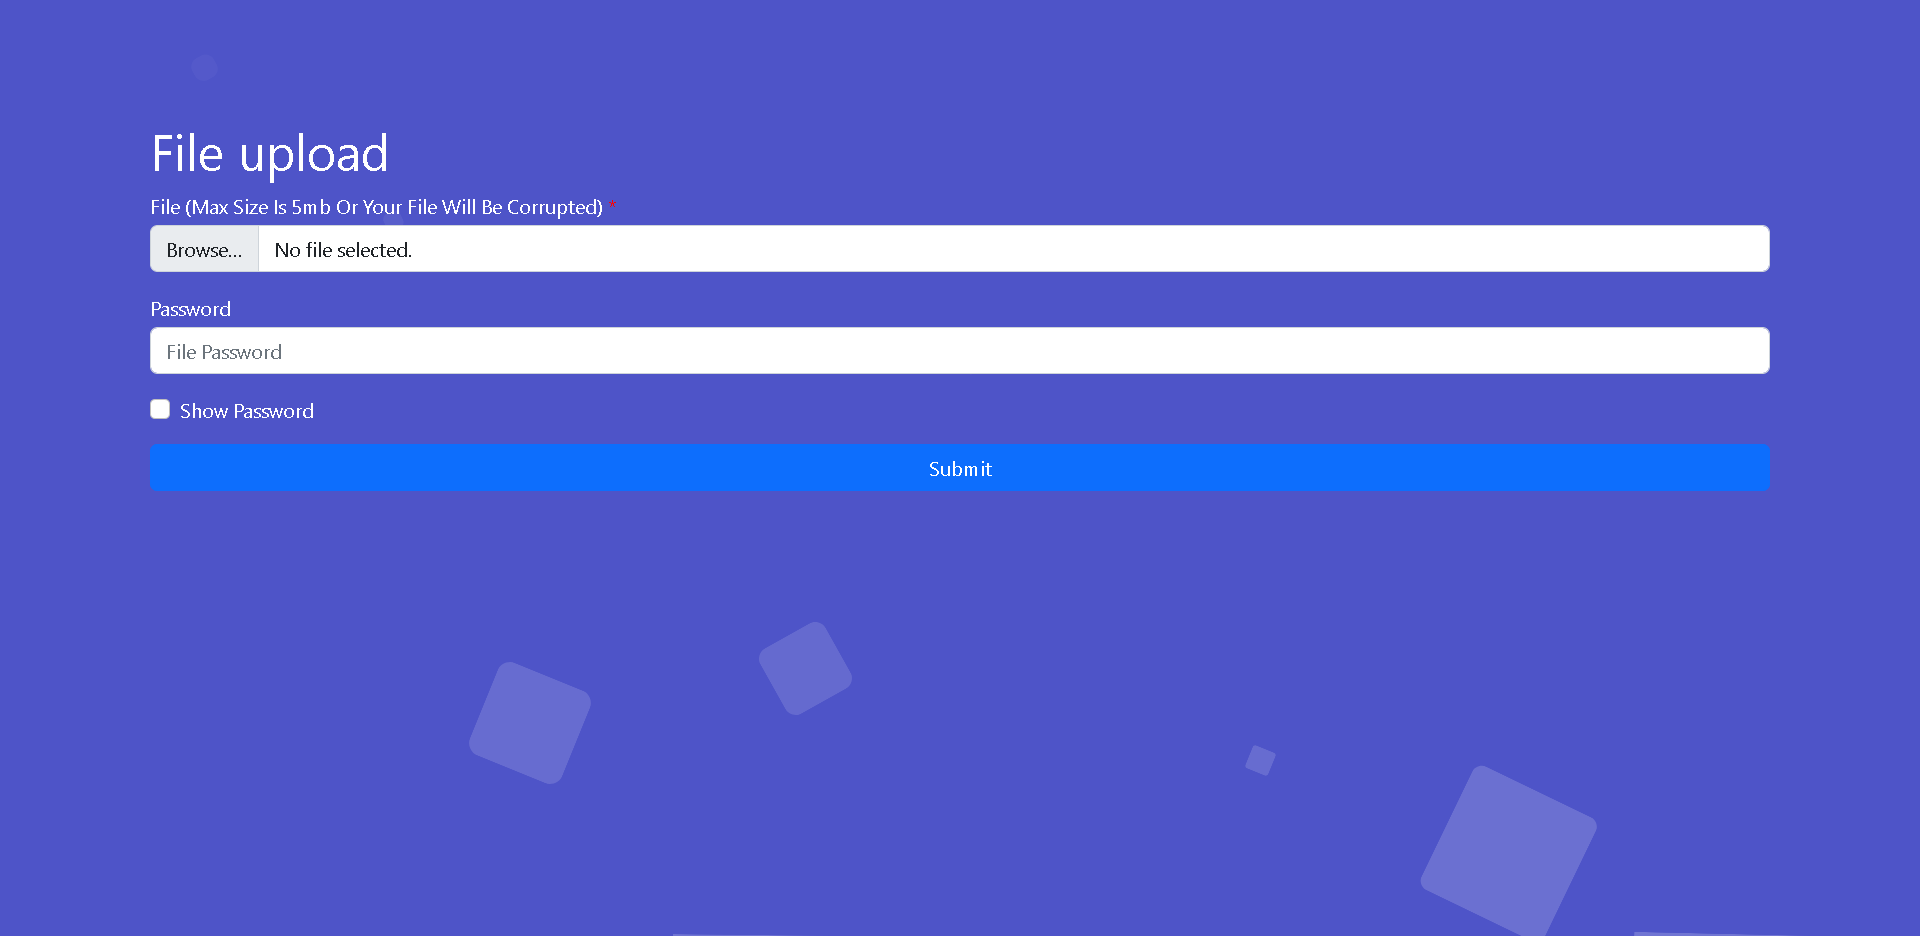 File upload
File (Max Size Is 5mb Or Your File Will Be Corrupted) *
Browse... No file selected.
Password
File Password
Show Password
Submit